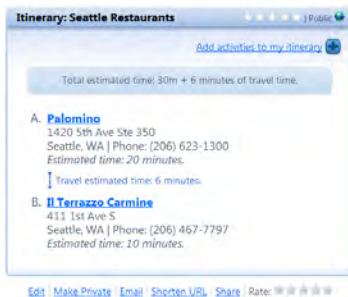 Itinerary: Seattle Restaurants | Public
Add activities to my itinerary
Total estimated time: 30m + 6 minutes of travel time.
A. Palomino
1420 5th Ave Ste 350
Seattle, WA | Phone: (206) 623-1300
Estimated time: 20 minutes.
Travel estimated time: 6 minutes.
B. Il Terrazzo Carmine
411 1st Ave S
Seattle, WA | Phone: (206) 467-7797
Estimated time: 10 minutes.
Edit | Make Private | Email | Shorten URL | Share | Rate: